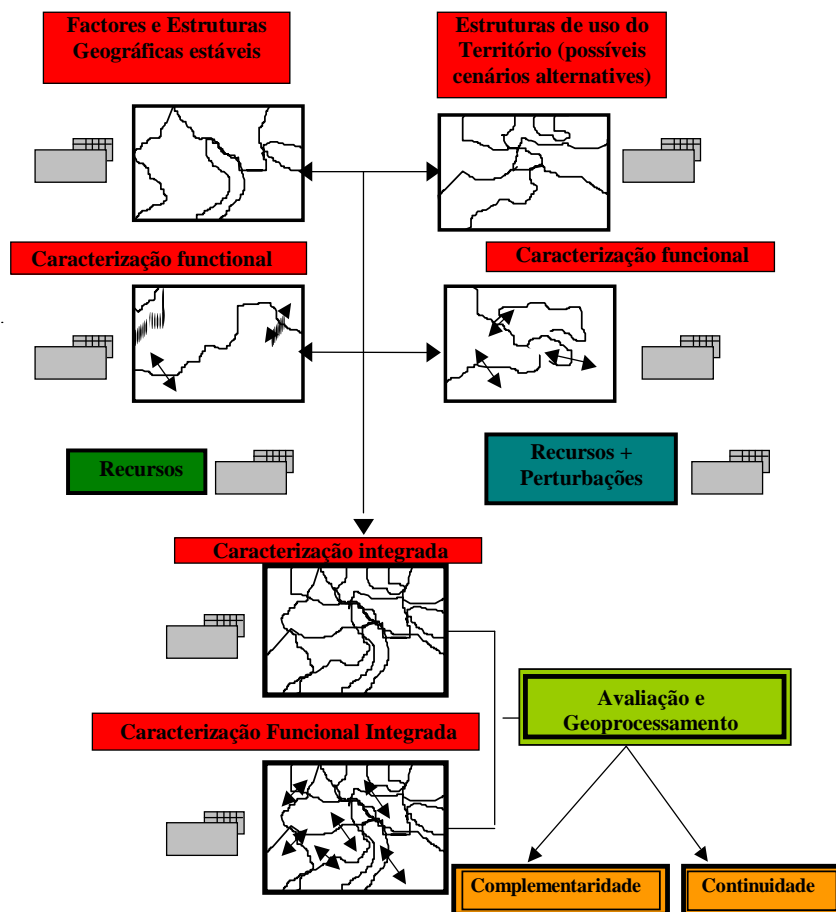 Factores e Estruturas
Geográficas estáveis
Estruturas de uso do
Território (possíveis
cenários alternatives)
Caracterização functional
Caracterização funcional
Recursos
Recursos +
Perturbações
Caracterização integrada
Avaliação e
Geoprocessamento
Caracterização Funcional Integrada
Complementaridade
Continuidade